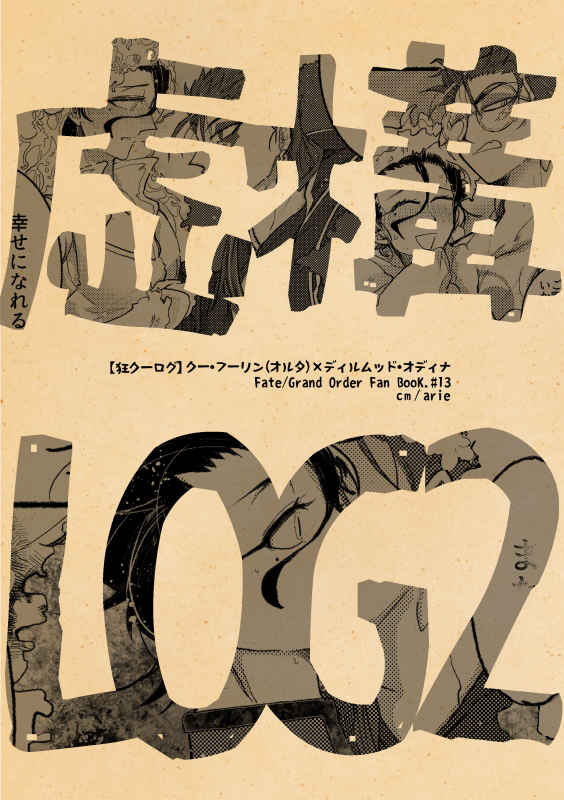 虚構
幸せになれる
【狂クーログ】クー・フーリン(オルタ)×ディルムッド・オディナ
Fate/Grand Order Fan BooK.#13
cm/arie
LOG2